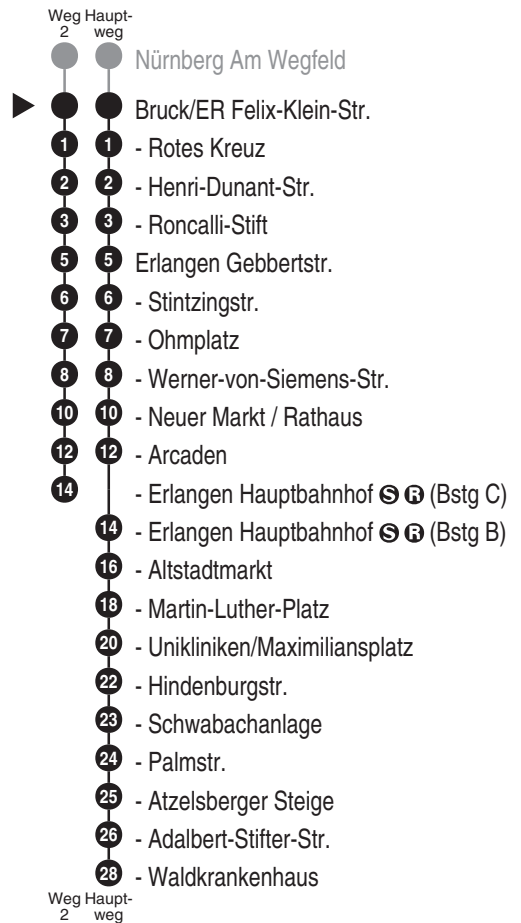 Weg Haupt-
2 weg
Nürnberg Am Wegfeld
Bruck/ER Felix-Klein-Str.
1 1 - Rotes Kreuz
2 2 - Henri-Dunant-Str.
3 3 - Roncalli-Stift
5 5 Erlangen Gebbertstr.
6 6 - Stintzingstr.
7 7 - Ohmplatz
8 8 - Werner-von-Siemens-Str.
10 10 - Neuer Markt / Rathaus
12 12 - Arcaden
14 - Erlangen Hauptbahnhof S R (Bstg C)
14 - Erlangen Hauptbahnhof S R (Bstg B)
16 - Altstadtmarkt
18 - Martin-Luther-Platz
20 - Unikliniken/Maximiliansplatz
22 - Hindenburgstr.
23 - Schwabachanlage
24 - Palmstr.
25 - Atzelsberger Steige
26 - Adalbert-Stifter-Str.
28 - Waldkrankenhaus
Weg Haupt-
2 weg